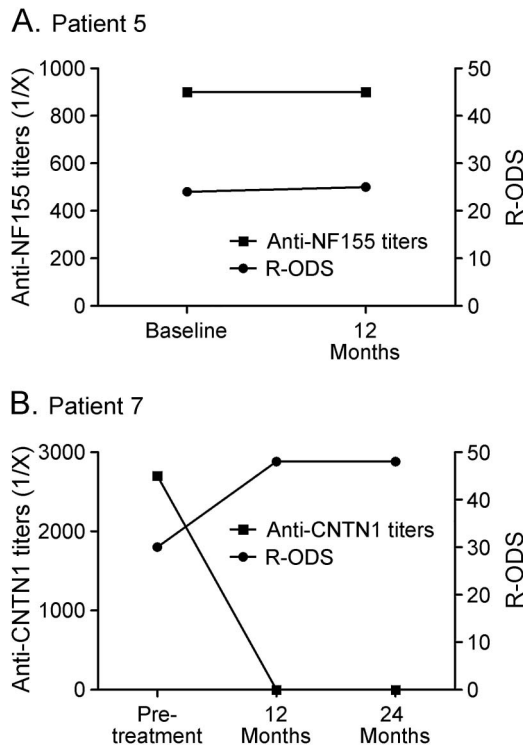 A. Patient 5
Anti-NF155 titers (1/X)
1000
800
600
400
200
0
50
40
30
20
10
0
R-ODS
Anti-NF155 titers
R-ODS
Baseline
12
Months
B. Patient 7
Anti-CNTN1 titers (1/X)
3000
2000
1000
0
50
40
30
20
10
0
R-ODS
Anti-CNTN1 titers
R-ODS
Pre-
treatment
12
Months
24
Months